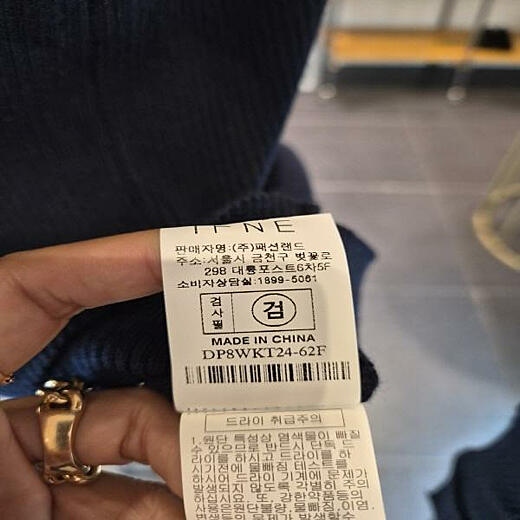 IFNE
판매자명:(주)패션랜드
주소:서울시 금천구 벚꽃로
298 대륭포스트6차5F
소비자상담실:1899-5061
검사필
검
MADE IN CHINA
DP8WKT24-62F
드라이 취급주의
1.원단 특성상 염색물이 빠질
수 있으므로 반드시 단독 드
라이를 하시고 드라이를 하
시기전에 물빠짐 테스트를
하시어 드라이 기계에 문제가
발생되지 않도록 각별히 주의
하십시요. 또, 강한약품등의
사용은원단불량,물빠짐,이염,